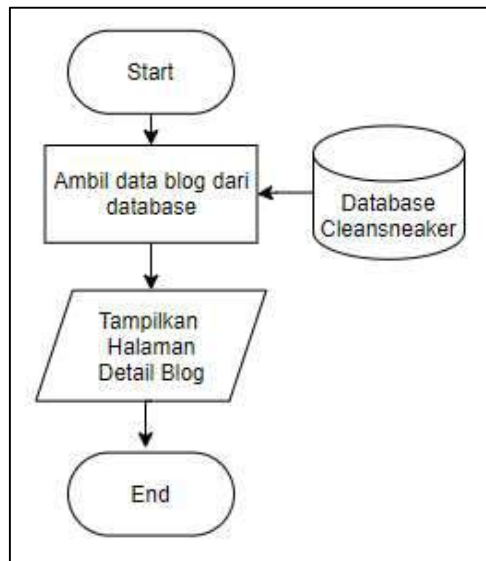 Start
Ambil data blog dari
database
Database
Cleansneaker
Tampilkan
Halaman
Detail Blog
End